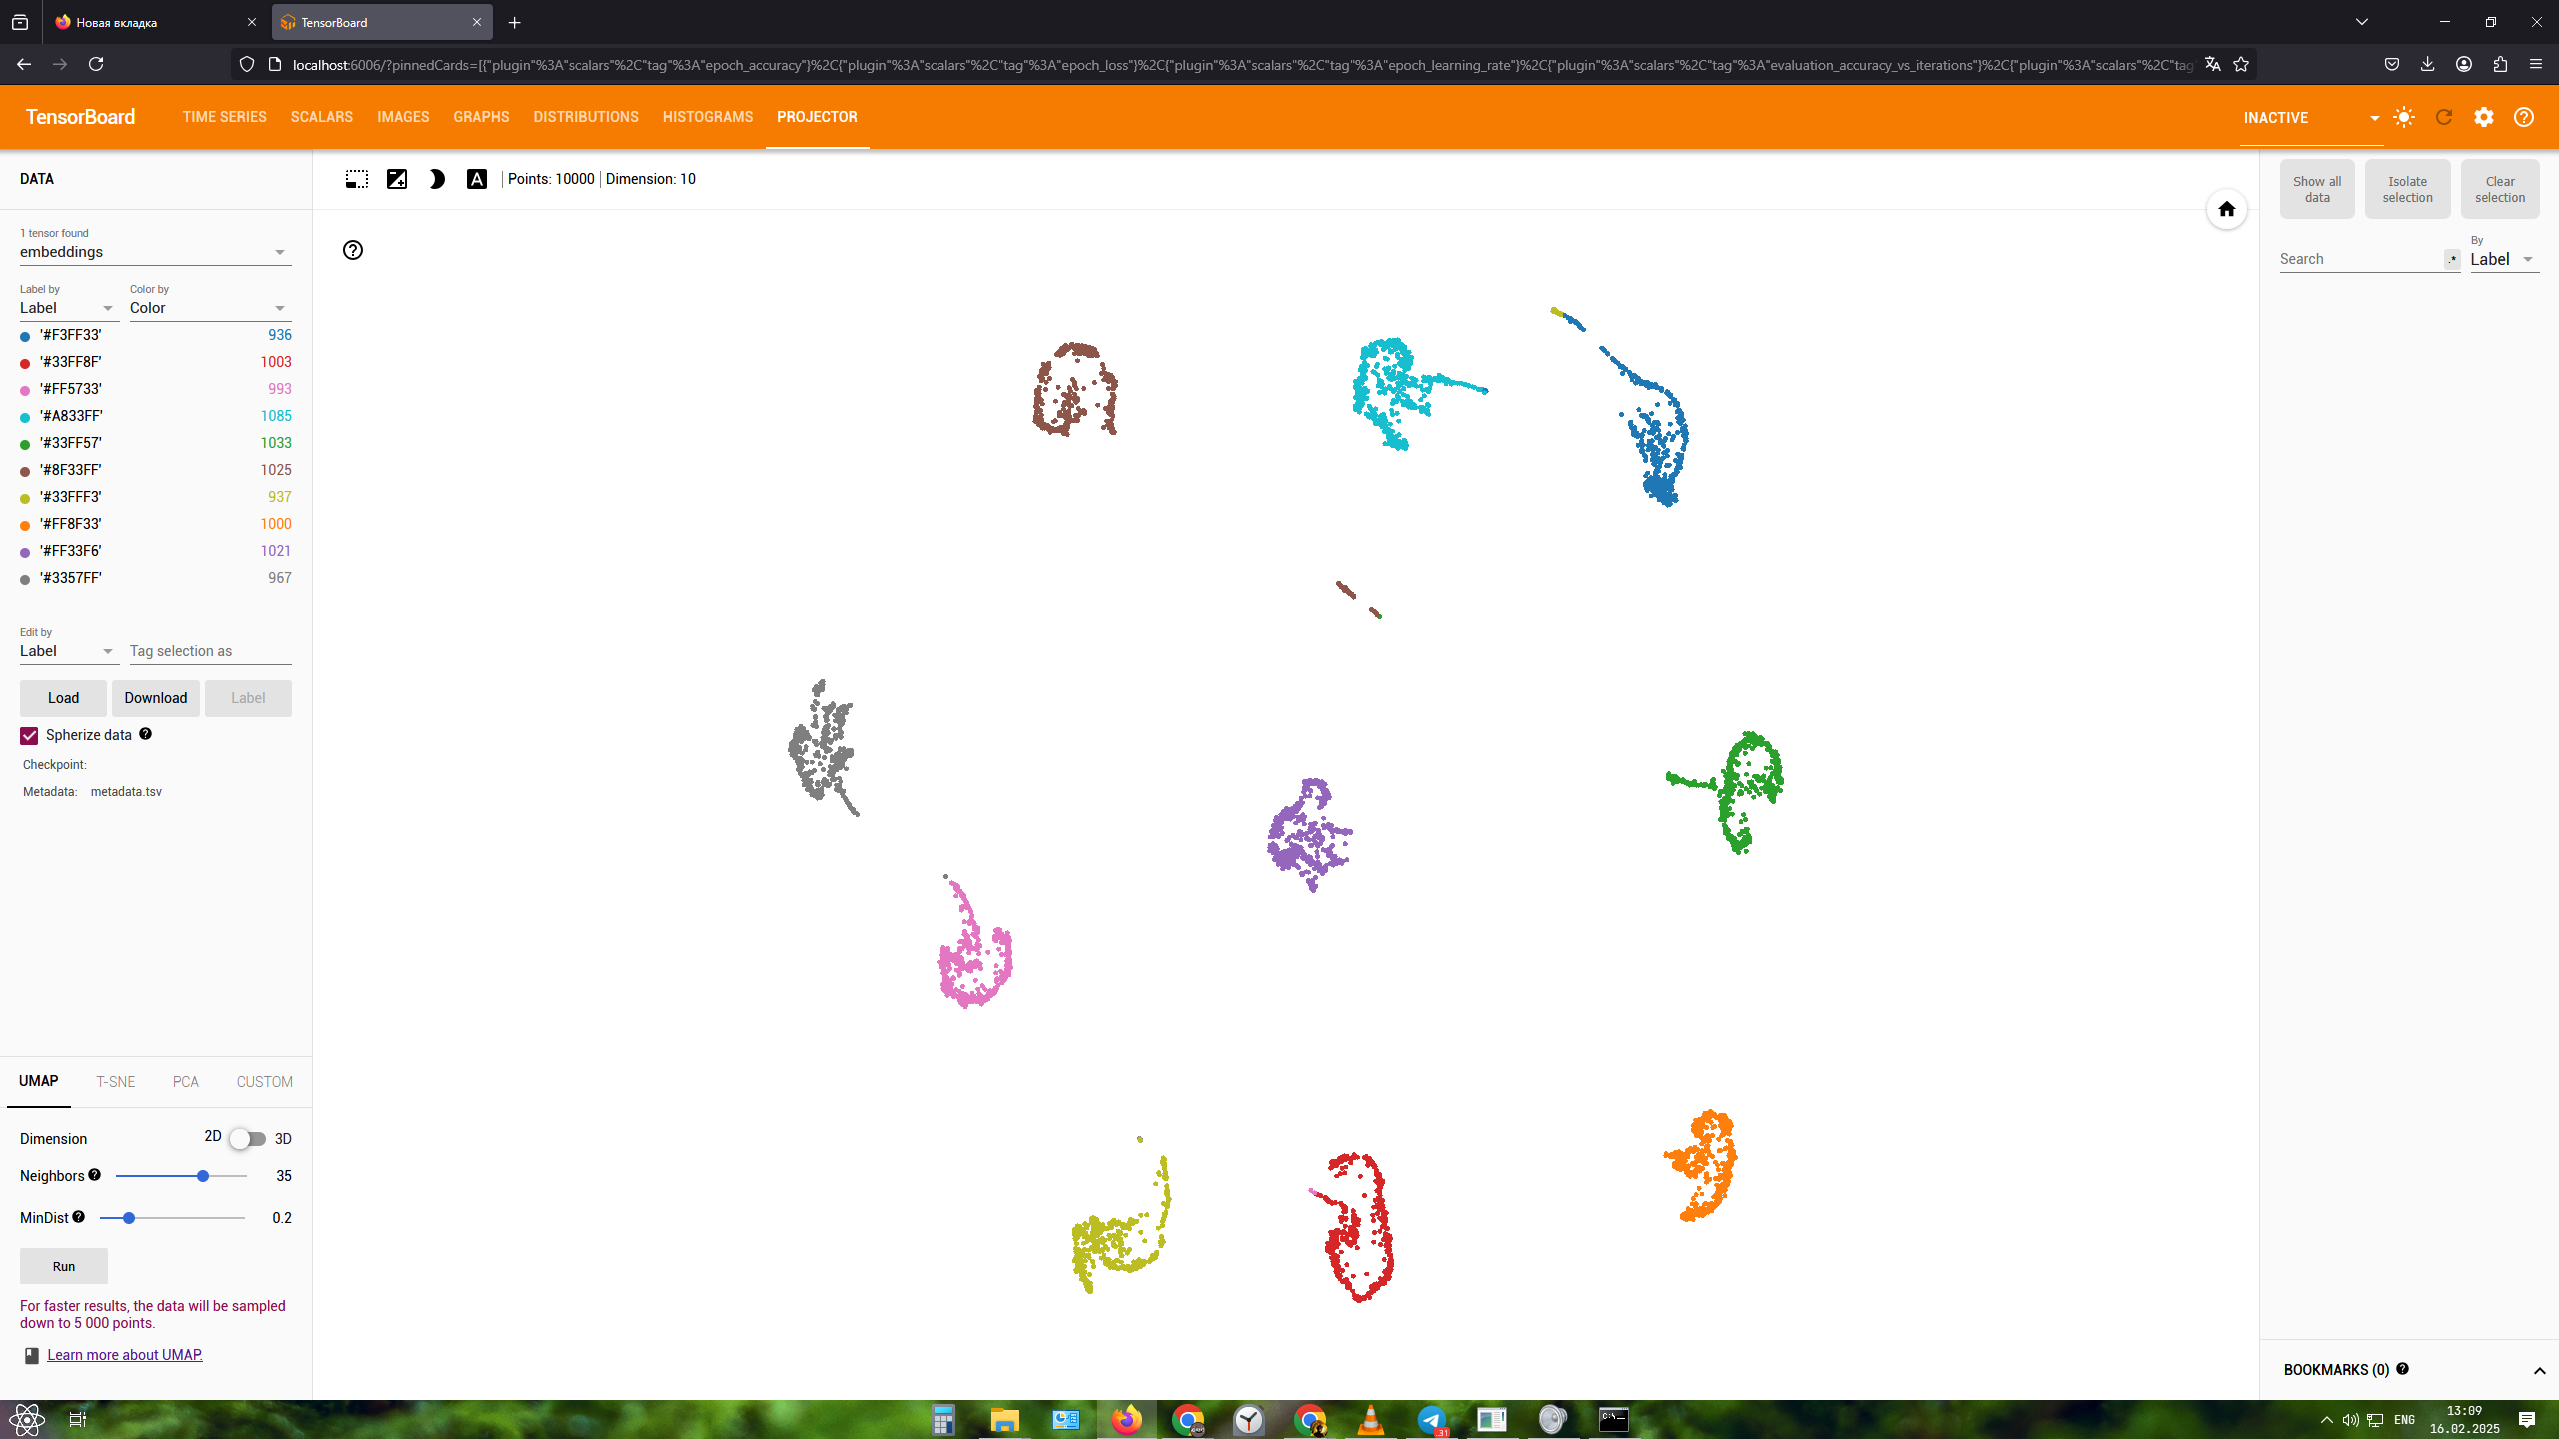 Новая вкладка
TensorBoard
localhost:6006/?pinnedCards=[{"plugin"%3A"scalars"%2C"tag"%3A"epoch_accuracy"}%2C{"plugin"%3A"scalars"%2C"tag"%3A"epoch_loss"}%2C{"plugin"%3A"scalars"%2C"tag"%3A"epoch_learning_rate"}%2C{"plugin"%3A"scalars"%2C"tag"%3A"evaluation_accuracy_vs_iterations"}%2C{"plugin"%3A"scalars"%2C"tag
TensorBoard
TIME SERIES SCALARS IMAGES GRAPHS DISTRIBUTIONS HISTOGRAMS PROJECTOR
INACTIVE
DATA
A
Points: 10000 Dimension: 10
Show all data
Isolate selection
Clear selection
1 tensor found
embeddings
Label by
Label
Color by
Color
Search
.*
By
Label
'#F3FF33' 936
'#33FF8F' 1003
'#FF5733' 993
'#A833FF' 1085
'#33FF57' 1033
'#8F33FF' 1025
'#33FFF3' 937
'#FF8F33' 1000
'#FF33F6' 1021
'#3357FF' 967
Edit by
Label
Tag selection as
Load Download Label
Spherize data
Checkpoint:
Metadata: metadata.tsv
UMAP T-SNE PCA CUSTOM
Dimension 2D 3D
Neighbors 35
MinDist 0.2
Run
For faster results, the data will be sampled
down to 5 000 points.
Learn more about UMAP.
BOOKMARKS (0)
31
ENG
13:09
16.02.2025